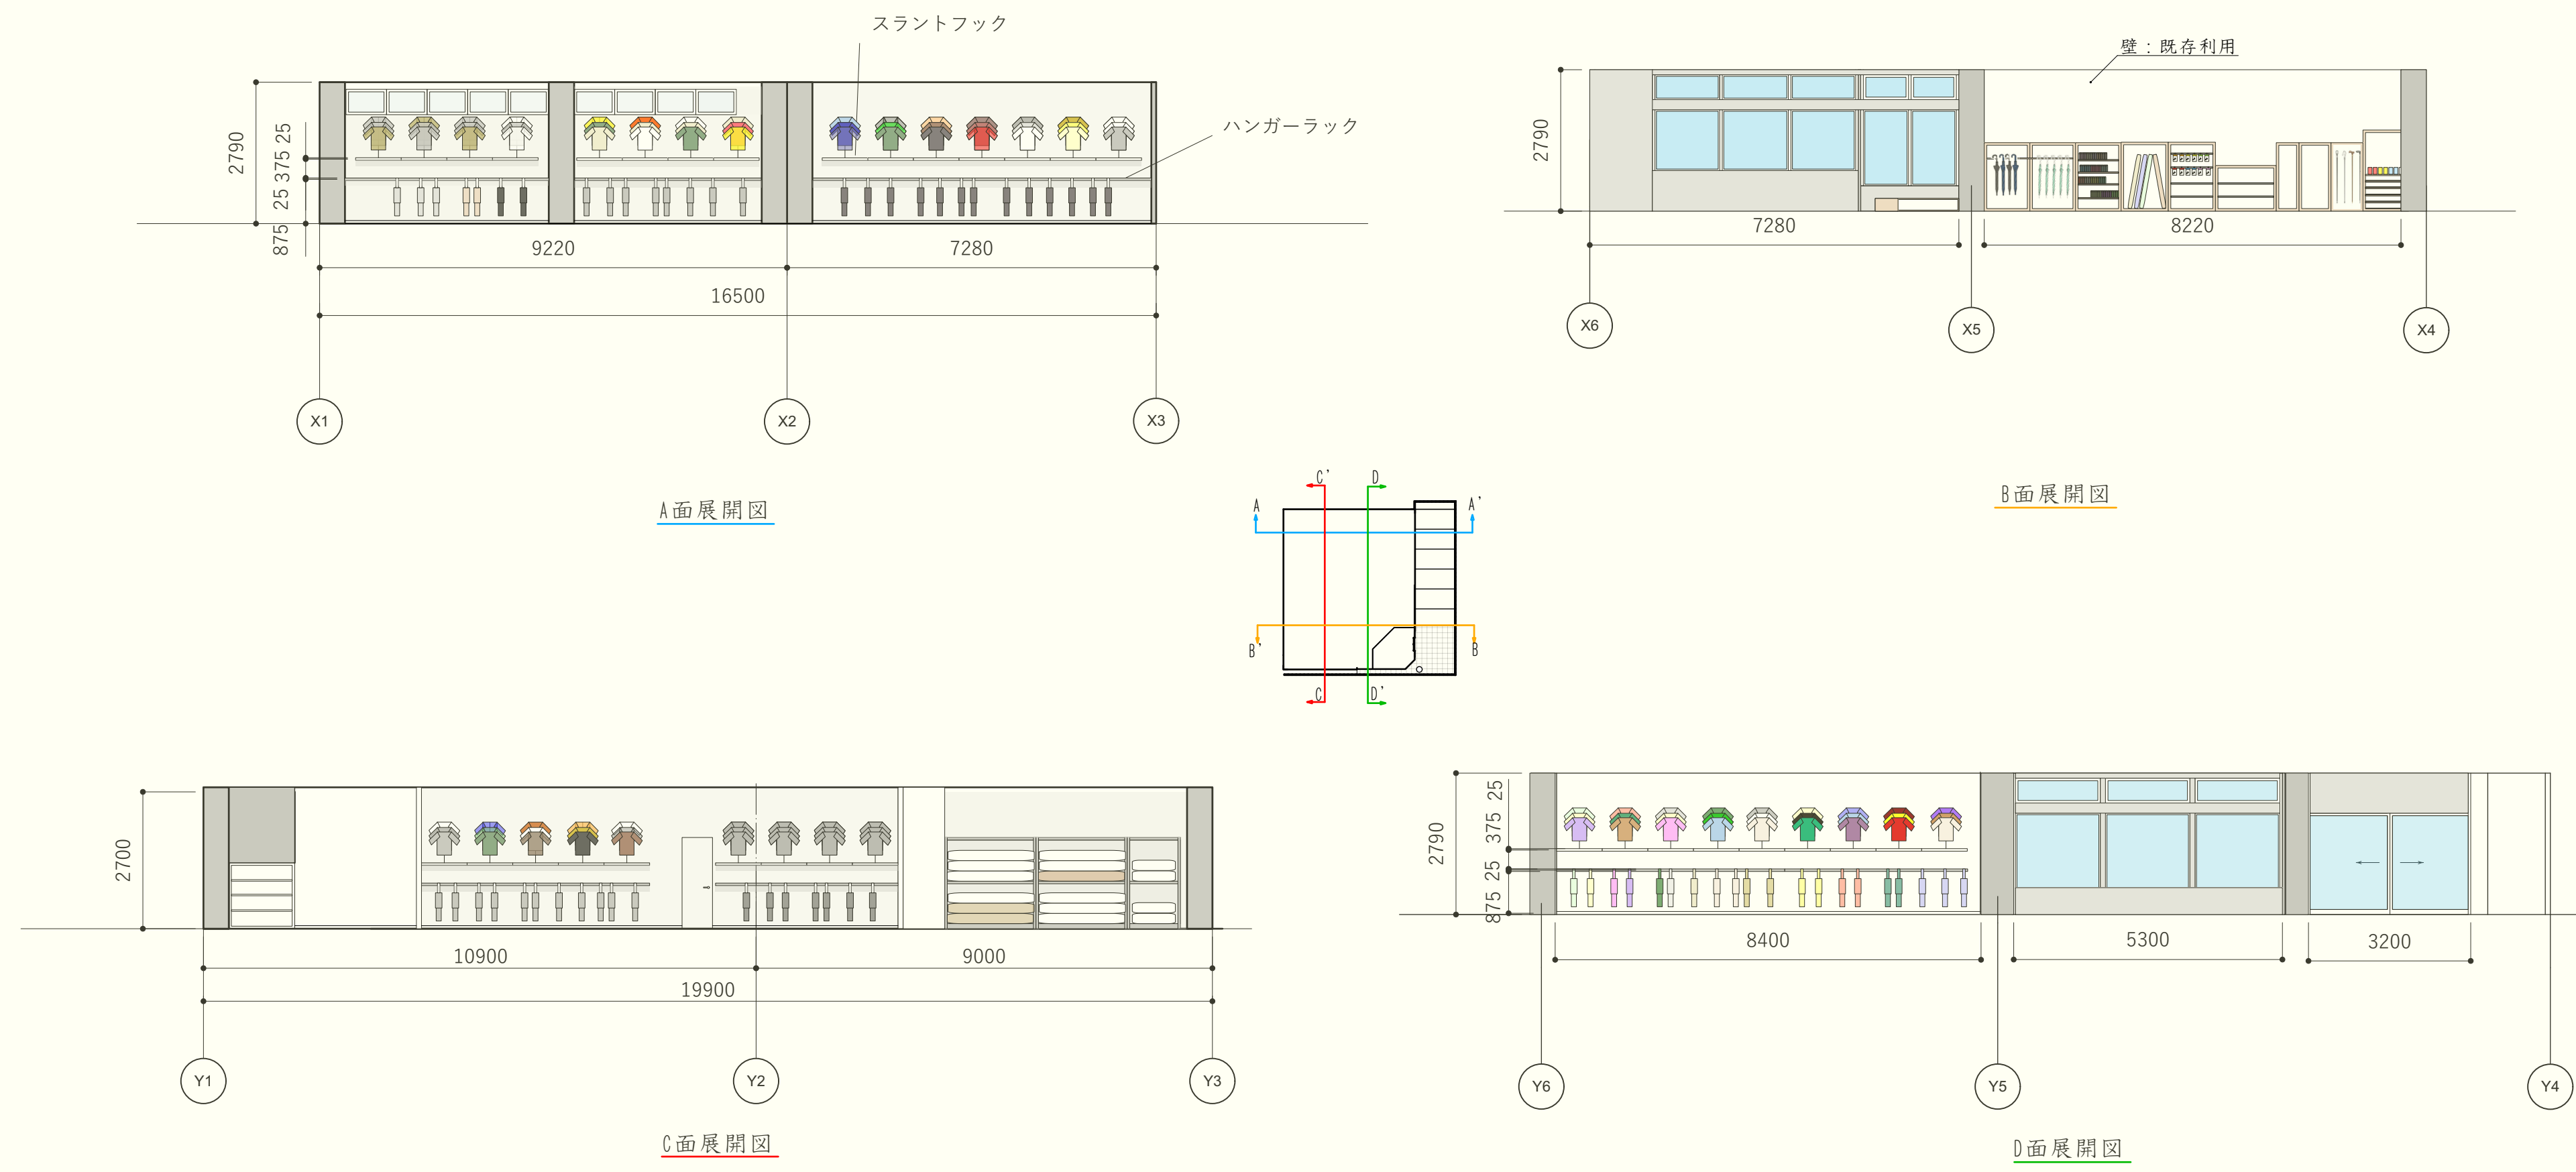 スラントフック
ハンガーラック
2790
25
375
25
875
9220
7280
16500
X1
X2
X3
A面展開図
壁：既存利用
2790
7280
8220
X6
X5
X4
B面展開図
C'
D
A
A'
B'
B
C
D'
2700
10900
9000
19900
Y1
Y2
Y3
C面展開図
2790
25
375
25
875
8400
5300
3200
Y6
Y5
Y4
D面展開図